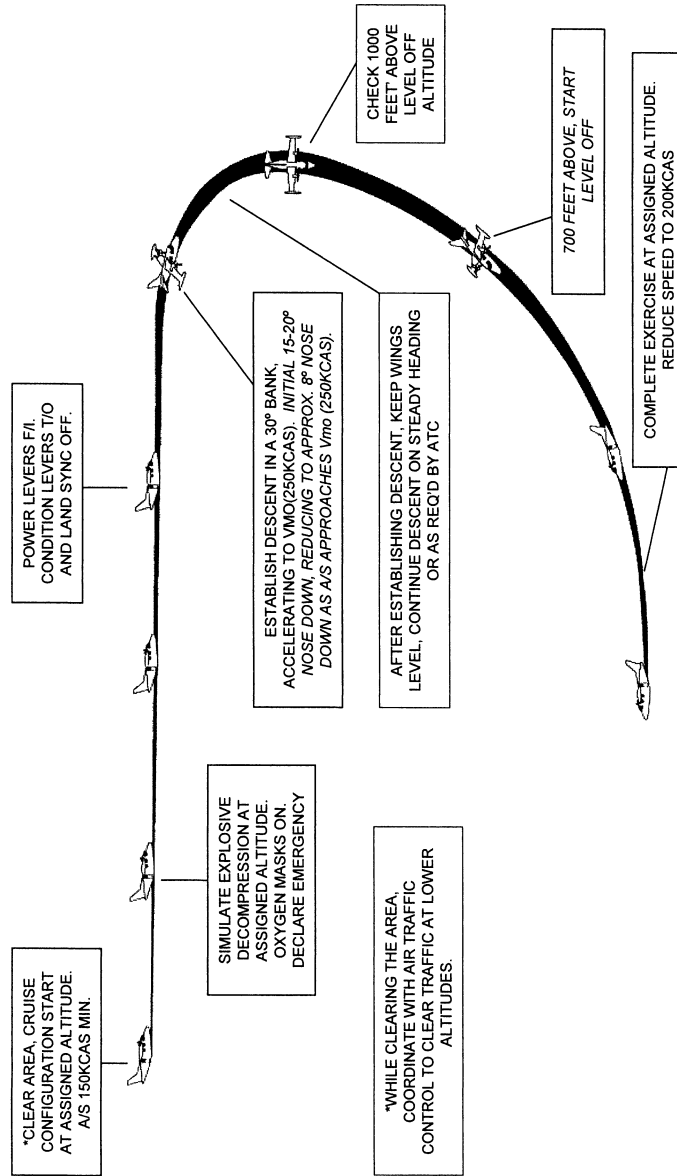 *CLEAR AREA, CRUISE
CONFIGURATION START
AT ASSIGNED ALTITUDE.
A/S 150KCAS MIN.
SIMULATE EXPLOSIVE
DECOMPRESSION AT
ASSIGNED ALTITUDE.
OXYGEN MASKS ON.
DECLARE EMERGENCY
POWER LEVERS F/I.
CONDITION LEVERS T/O
AND LAND SYNC OFF.
ESTABLISH DESCENT IN A 30º BANK,
ACCELERATING TO VMO(250KCAS). INITIAL 15-20º
NOSE DOWN, REDUCING TO APPROX. 8º NOSE
DOWN AS A/S APPROACHES Vmo (250KCAS).
AFTER ESTABLISHING DESCENT, KEEP WINGS
LEVEL, CONTINUE DESCENT ON STEADY HEADING
OR AS REQ'D BY ATC
CHECK 1000
FEET' ABOVE
LEVEL OFF
ALTITUDE
700 FEET ABOVE, START
LEVEL OFF
COMPLETE EXERCISE AT ASSIGNED ALTITUDE.
REDUCE SPEED TO 200KCAS
*WHILE CLEARING THE AREA,
COORDINATE WITH AIR TRAFFIC
CONTROL TO CLEAR TRAFFIC AT LOWER
ALTITUDES.